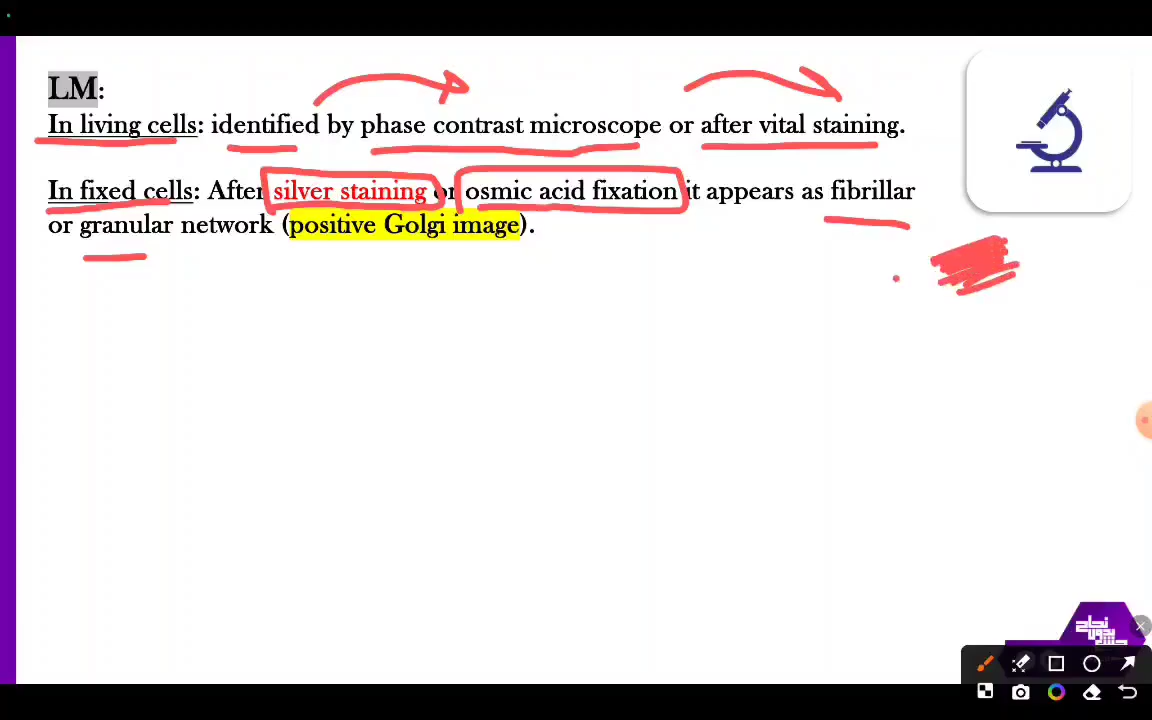 LM:
In living cells: identified by phase contrast microscope or after vital staining.
In fixed cells: After silver staining or osmic acid fixation it appears as fibrillar
or granular network (positive Golgi image).